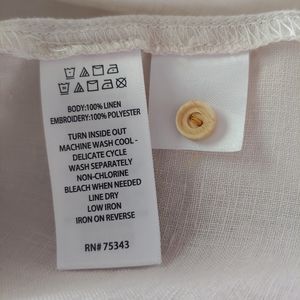 BODY:100% LINEN
EMBROIDERY:100% POLYESTER
TURN INSIDE OUT
MACHINE WASH COOL -
DELICATE CYCLE
WASH SEPARATELY
NON-CHLORINE
BLEACH WHEN NEEDED
LINE DRY
LOW IRON
IRON ON REVERSE
RN# 75343